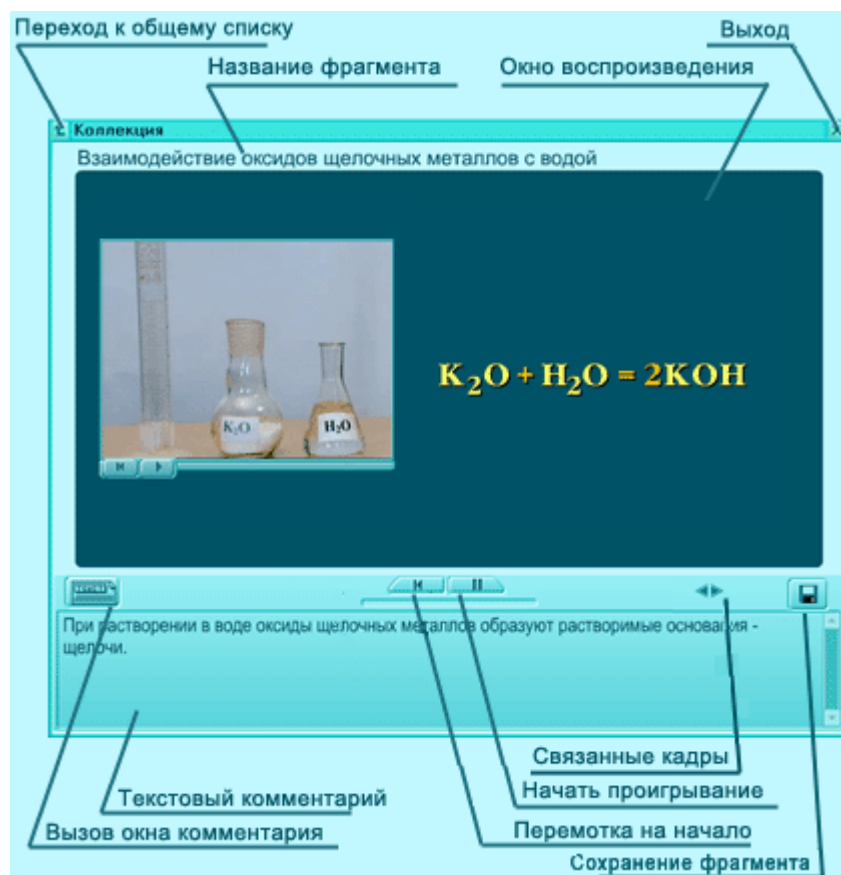 Переход к общему списку
Выход
Название фрагмента
Окно воспроизведения
Коллекция
Взаимодействие оксидов щелочных металлов с водой
K₂O + H₂O = 2KOH
K₂O
H₂O
При растворении в воде оксиды щелочных металлов образуют растворимые основания -
щелочи.
Связанные кадры
Начать проигрывание
Текстовый комментарий
Вызов окна комментария
Перемотка на начало
Сохранение фрагмента